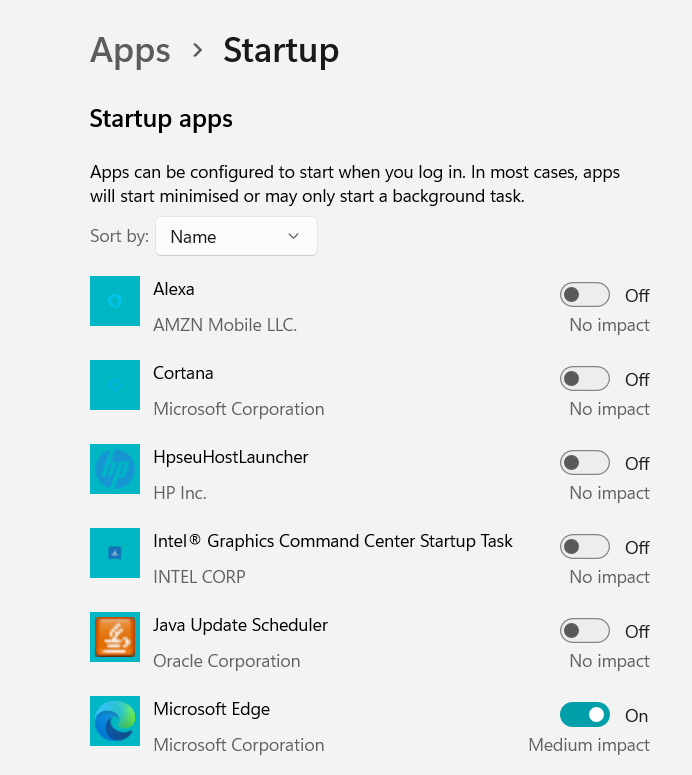 Apps > Startup
Startup apps
Apps can be configured to start when you log in. In most cases, apps
will start minimised or may only start a background task.
Sort by: Name
Alexa Off
AMZN Mobile LLC. No impact
Cortana Off
Microsoft Corporation No impact
hp
HpseuHostLauncher Off
HP Inc. No impact
Intel® Graphics Command Center Startup Task Off
INTEL CORP No impact
Java Update Scheduler Off
Oracle Corporation No impact
Microsoft Edge On
Microsoft Corporation Medium impact